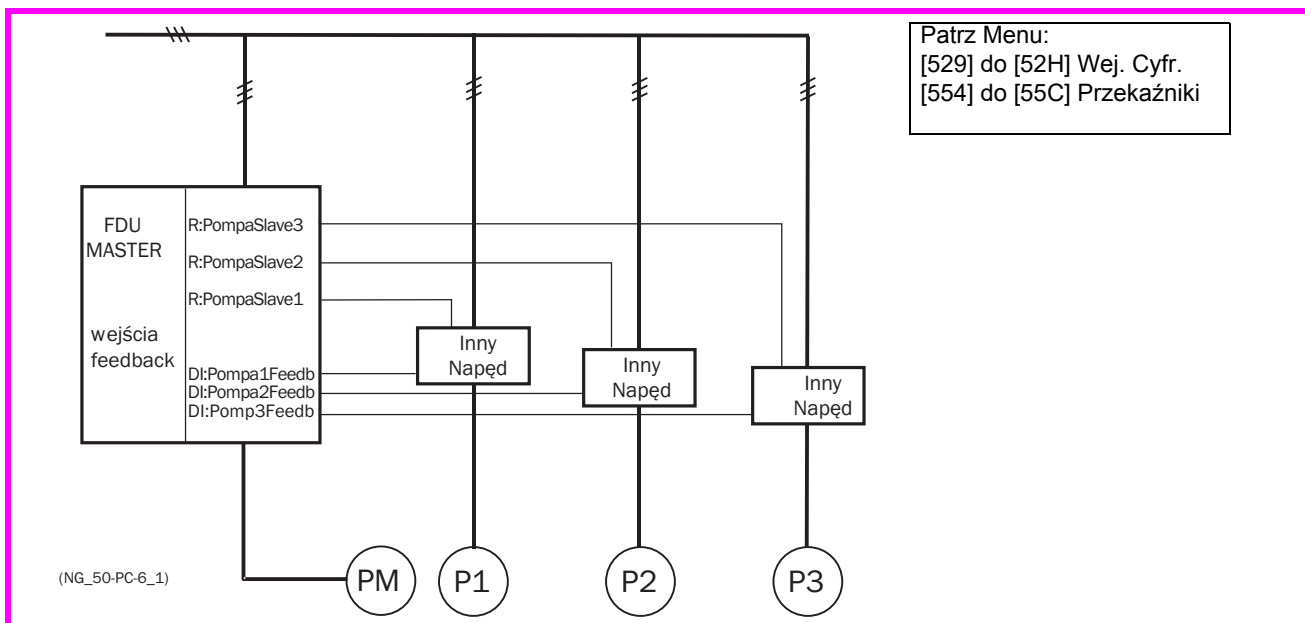 Patrz Menu:
[529] do [52H] Wej. Cyfr.
[554] do [55C] Przekaźniki
FDU
MASTER
wejścia
feedback
R:PompaSlave3
R:PompaSlave2
R:PompaSlave1
DI:Pompa1Feedb
DI:Pompa2Feedb
DI:Pomp3Feedb
Inny
Napęd
Inny
Napęd
Inny
Napęd
(NG_50-PC-6_1)
PM
P1
P2
P3